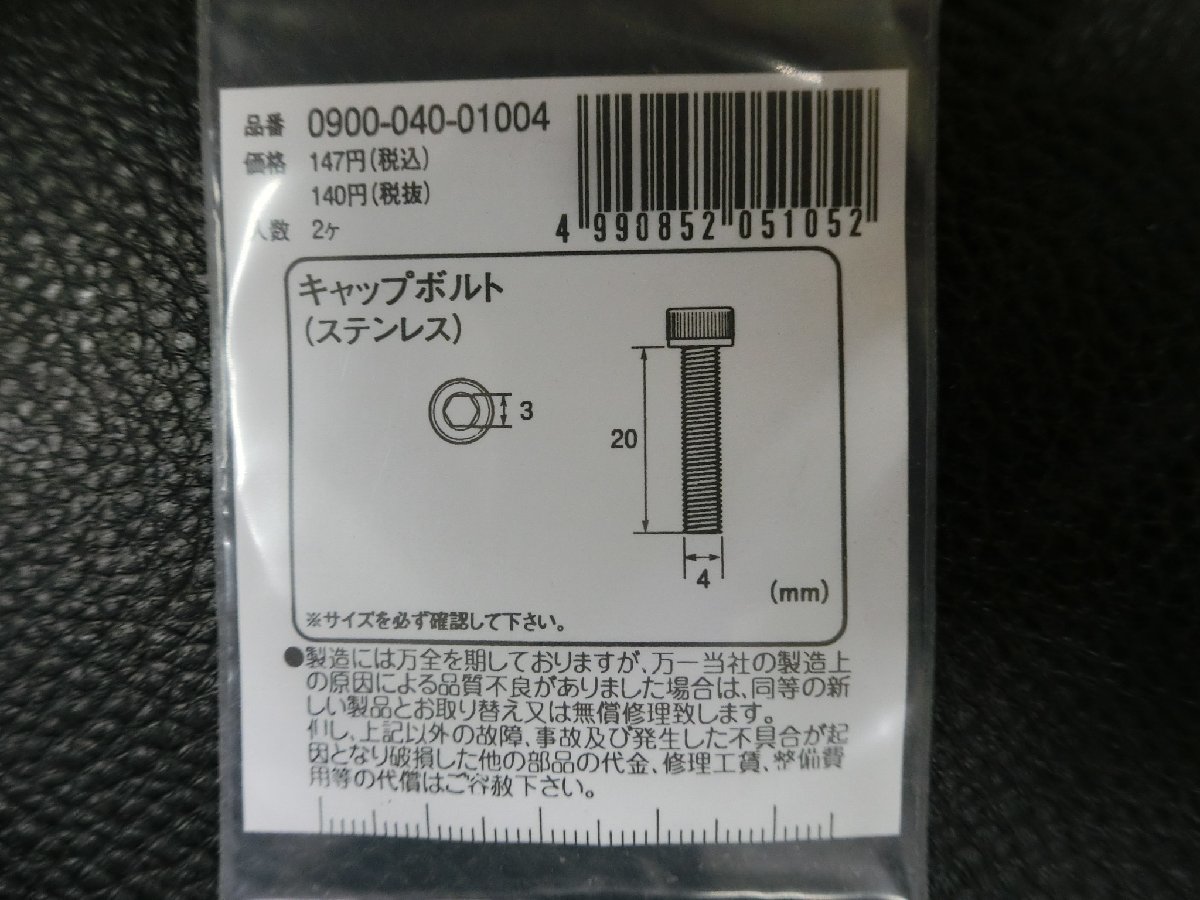 品番 0900-040-01004
価格 147円(税込)
140円(税抜)
入数 2ケ
4 990852 051052
キャップボルト
(ステンレス)
3
20
4
(mm)
※サイズを必ず確認して下さい。
●製造には万全を期しておりますが、万一当社の製造上
の原因による品質不良がありました場合は、同等の新
しい製品とお取り替え又は無償修理致します。
但し、上記以外の故障、事故及び発生した不具合が起
因となり破損した他の部品の代金、修理工賃、整備費
用等の代償はご容赦下さい。